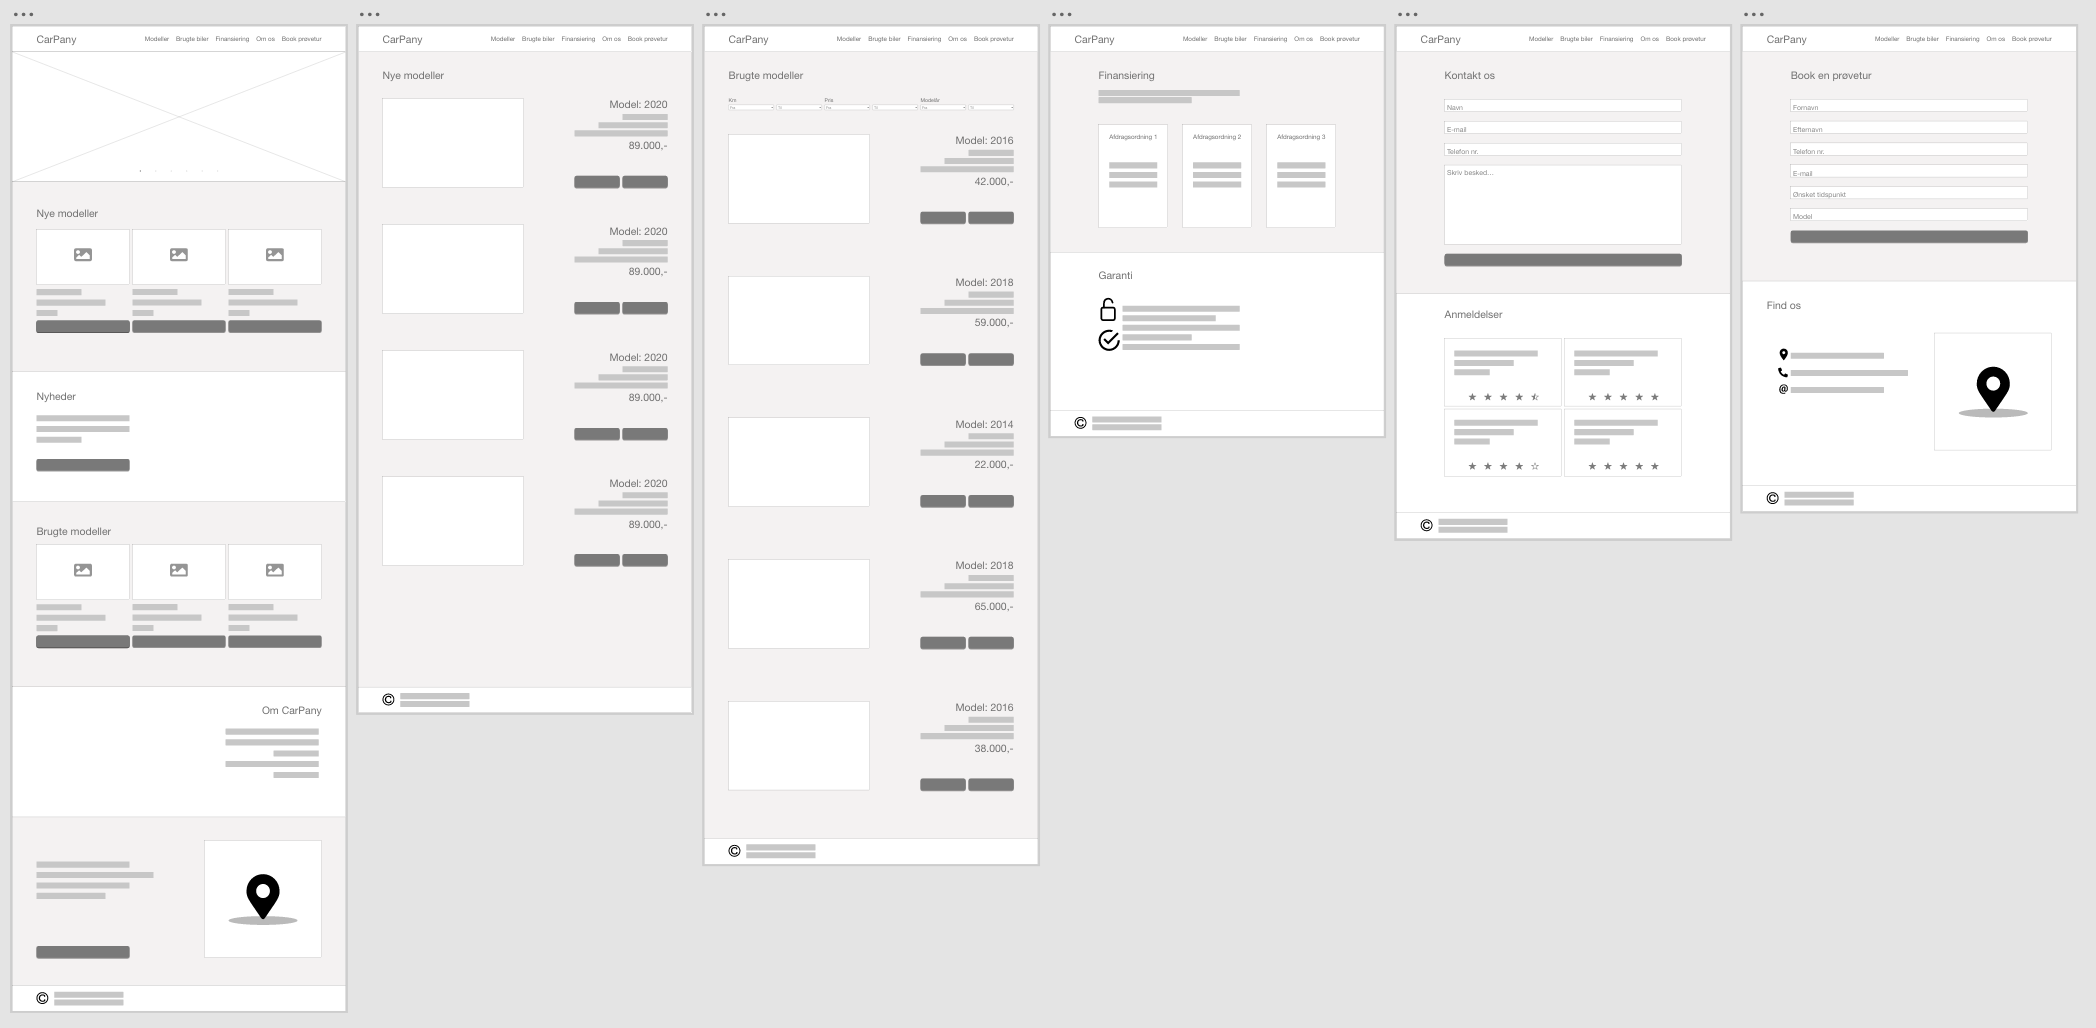 CarPany
Modeller Brugte biler Finansiering Om os Book prøvetur
Nye modeller
Nyheder
Brugte modeller
Om CarPany
©
CarPany
Modeller Brugte biler Finansiering Om os Book prøvetur
Nye modeller
Model: 2020
89.000,-
Model: 2020
89.000,-
Model: 2020
89.000,-
Model: 2020
89.000,-
©
CarPany
Modeller Brugte biler Finansiering Om os Book prøvetur
Brugte modeller
Km Pris Modelår
Model: 2016
42.000,-
Model: 2018
59.000,-
Model: 2014
22.000,-
Model: 2018
65.000,-
Model: 2016
38.000,-
©
CarPany
Modeller Brugte biler Finansiering Om os Book prøvetur
Finansiering
Afdragsordning 1 Afdragsordning 2 Afdragsordning 3
Garanti
©
CarPany
Modeller Brugte biler Finansiering Om os Book prøvetur
Kontakt os
Navn
E-mail
Telefon nr.
Skriv besked...
Anmeldelser
©
CarPany
Modeller Brugte biler Finansiering Om os Book prøvetur
Book en prøvetur
Fornavn
Efternavn
Telefon nr.
E-mail
Ønsket tidspunkt
Model
Find os
@
©